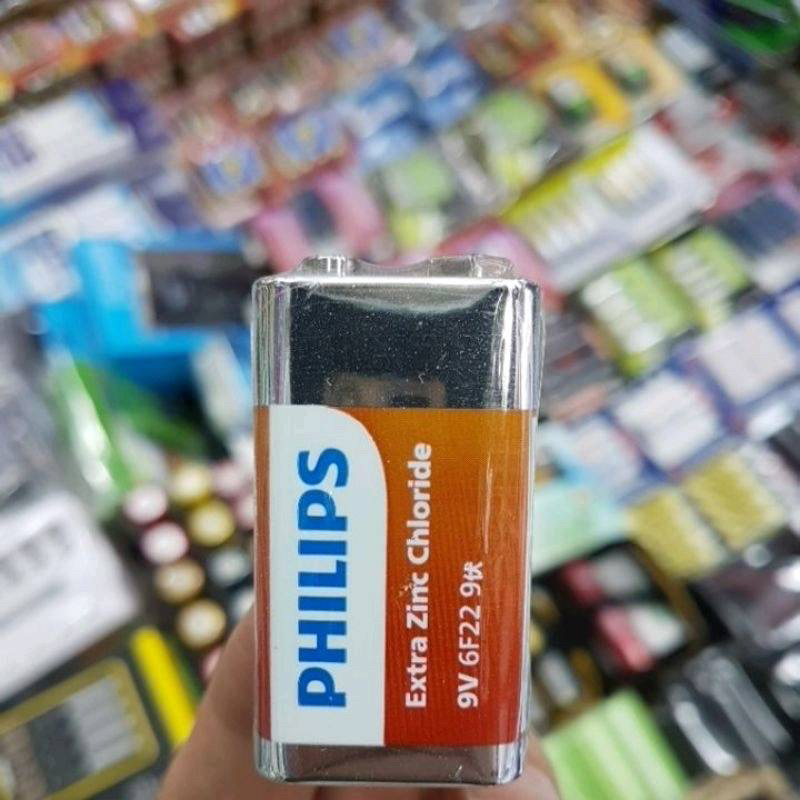 PHILIPS
Extra Zinc Chloride
9V 6F22 9伏